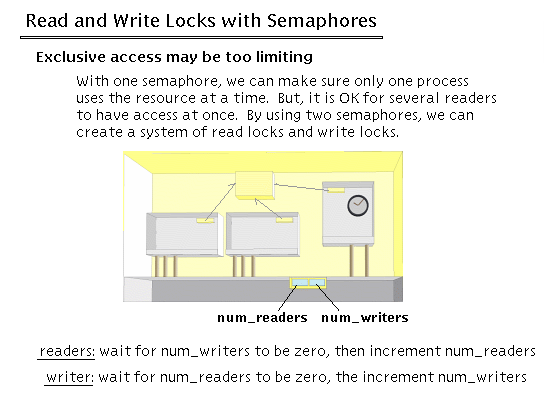 Read and Write Locks with Semaphores
Exclusive access may be too limiting
With one semaphore, we can make sure only one process
uses the resource at a time.  But, it is OK for several readers
to have access at once.  By using two semaphores, we can
create a system of read locks and write locks.
num_readers num_writers
readers: wait for num_writers to be zero, then increment num_readers
writer: wait for num_readers to be zero, the increment num_writers